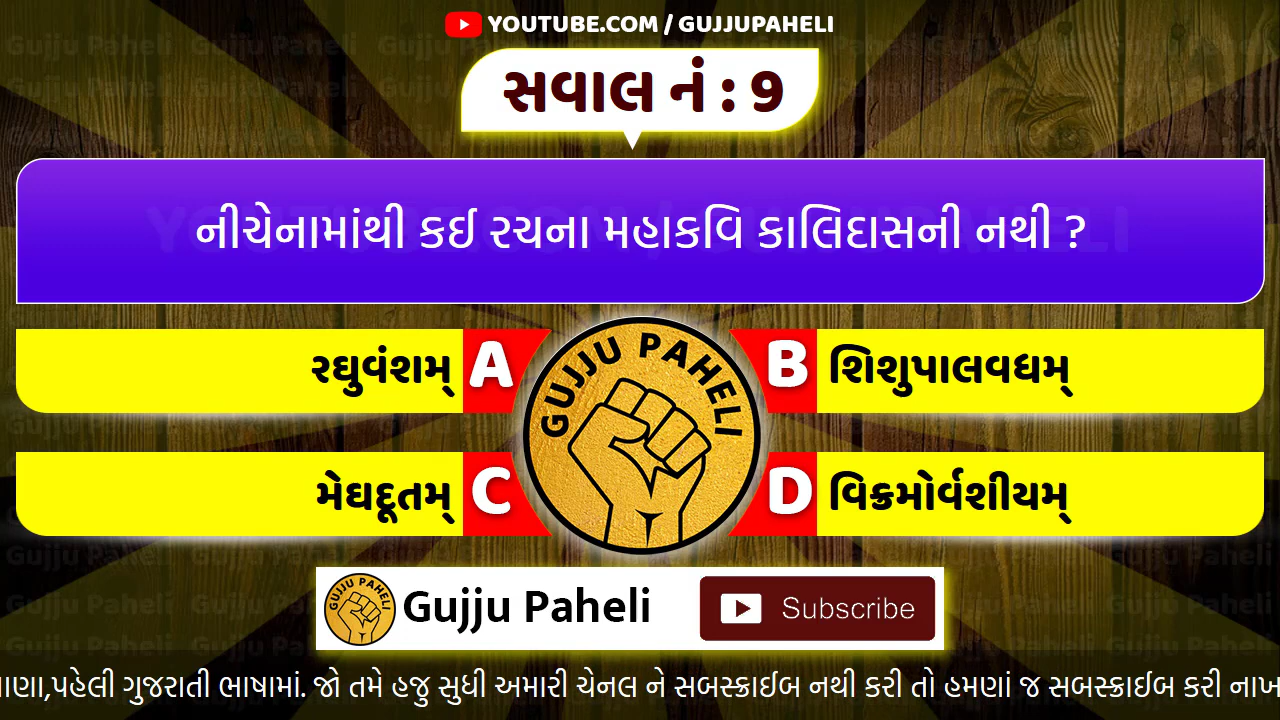 YOUTUBE.COM / GUJJUPAHELI
સવાલ નં : 9
નીચેનામાંથી કઈ રચના મહાકવિ કાલિદાસની નથી ?
રઘુવંશમ્ A
B શિશુપાલવધમ્
મેઘદૂતમ્ C
D વિક્રમોર્વશીયમ્
GUJJU PAHELI
GUJJU PAHELI Gujju Paheli Subscribe
પહેલી ગુજરાતી ભાષામાં. જો તમે હજુ સુધી અમારી ચેનલ ને સબસ્ક્રાઈબ નથી કરી તો હમણાં જ સબસ્ક્રાઈબ કરી